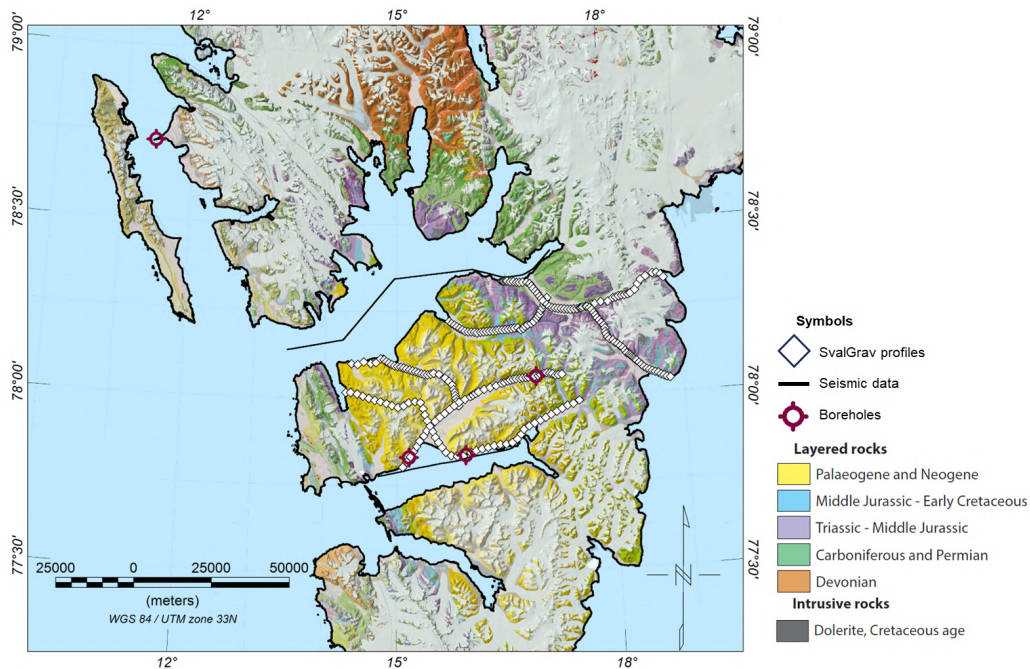 12°
15°
18°
79°00'
79°00'
78°30'
78°30'
78°00'
78°00'
77°30'
77°30'
25000
0
25000
50000
(meters)
WGS 84 / UTM zone 33N
N
12°
15°
18°
Symbols
SvalGrav profiles
Seismic data
Boreholes
Layered rocks
Palaeogene and Neogene
Middle Jurassic - Early Cretaceous
Triassic - Middle Jurassic
Carboniferous and Permian
Devonian
Intrusive rocks
Dolerite, Cretaceous age